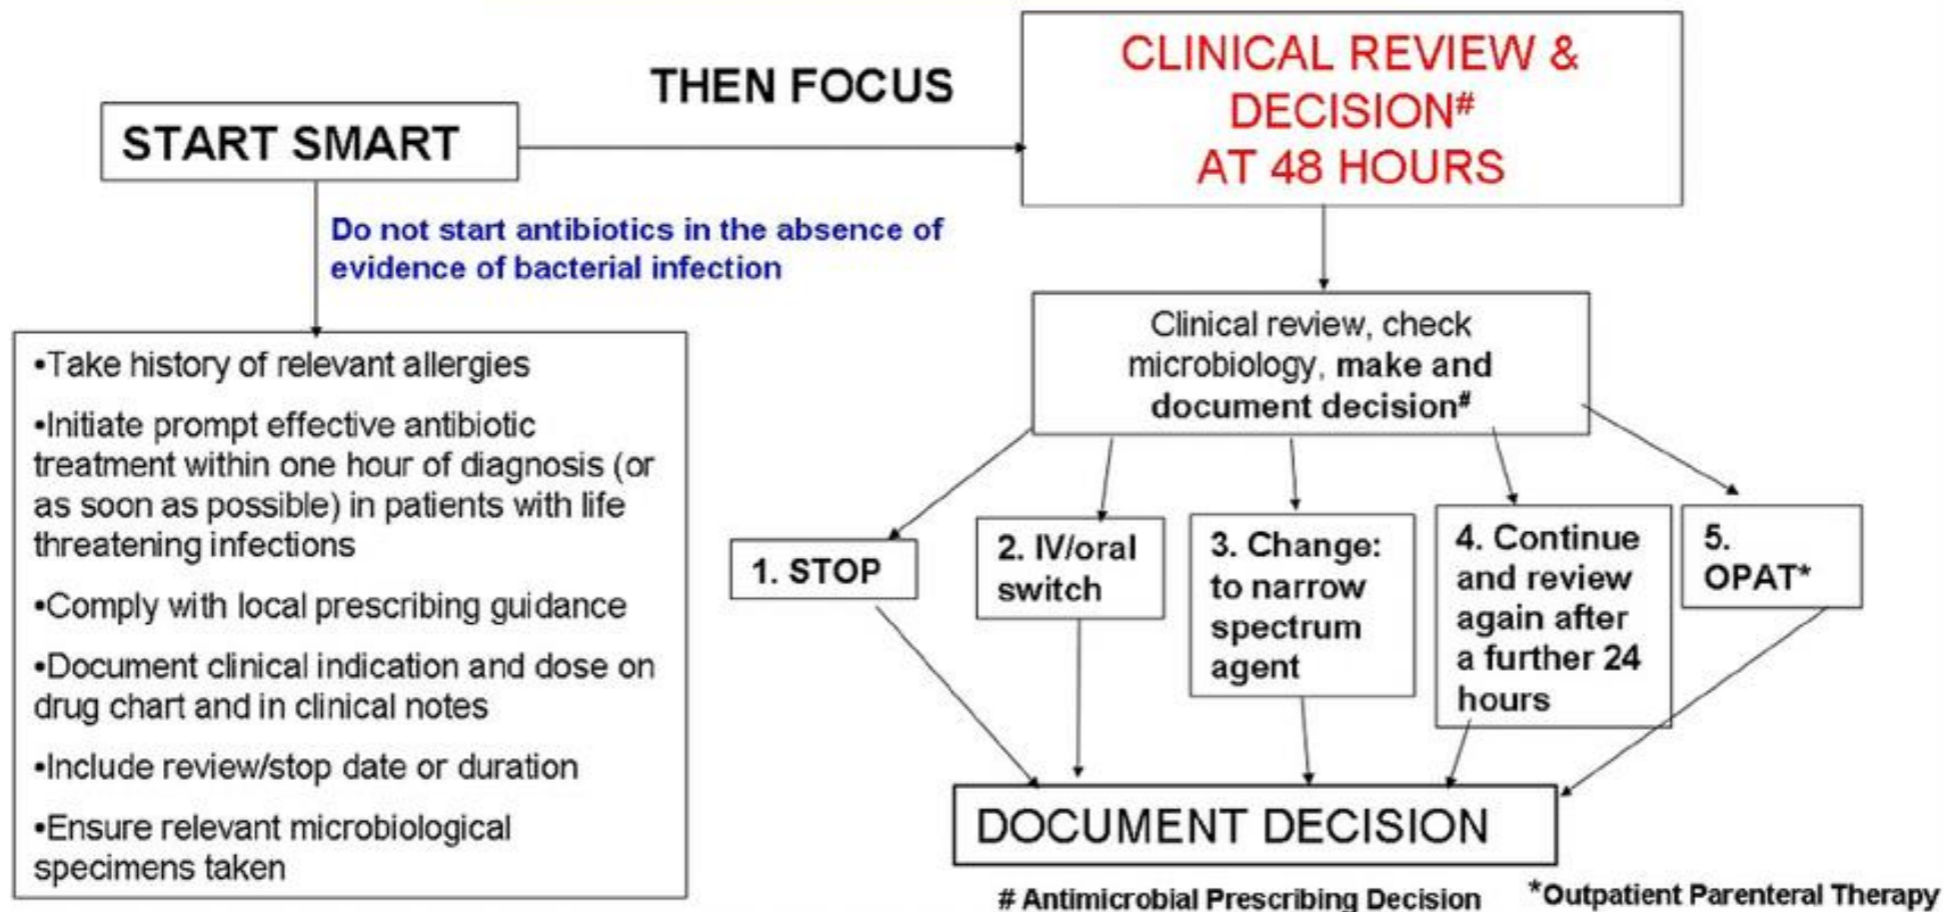 START SMART
THEN FOCUS
CLINICAL REVIEW &
DECISION#
AT 48 HOURS
Do not start antibiotics in the absence of
evidence of bacterial infection
•Take history of relevant allergies
•Initiate prompt effective antibiotic
treatment within one hour of diagnosis (or
as soon as possible) in patients with life
threatening infections
•Comply with local prescribing guidance
•Document clinical indication and dose on
drug chart and in clinical notes
•Include review/stop date or duration
•Ensure relevant microbiological
specimens taken
Clinical review, check
microbiology, make and
document decision#
1. STOP
2. IV/oral
switch
3. Change:
to narrow
spectrum
agent
4. Continue
and review
again after
a further 24
hours
5.
OPAT*
DOCUMENT DECISION
# Antimicrobial Prescribing Decision
*Outpatient Parenteral Therapy